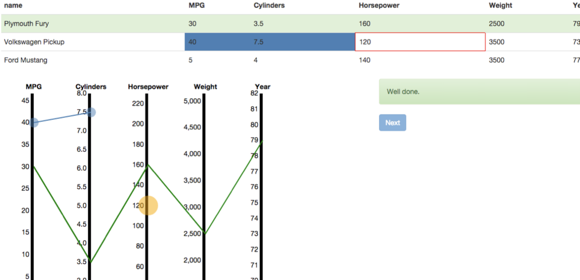 name MPG Cylinders Horsepower Weight Ye
Plymouth Fury 30 3.5 160 2500 79
Volkswagen Pickup 40 7.5 120 3500 73
Ford Mustang 5 4 140 3500 77
Well done.
Next
MPG Cylinders Horsepower Weight Year
45 40 35 30 25 20 15 10 5
8.0 7.5 7.0 6.5 6.0 5.5 5.0 4.5 4.0 3.5 3.0
220 200 180 160 140 120 100 80 60
5,000 4,500 4,000 3,500 3,000 2,500 2,000
82 81 80 79 78 77 76 75 74 73 72 71 70